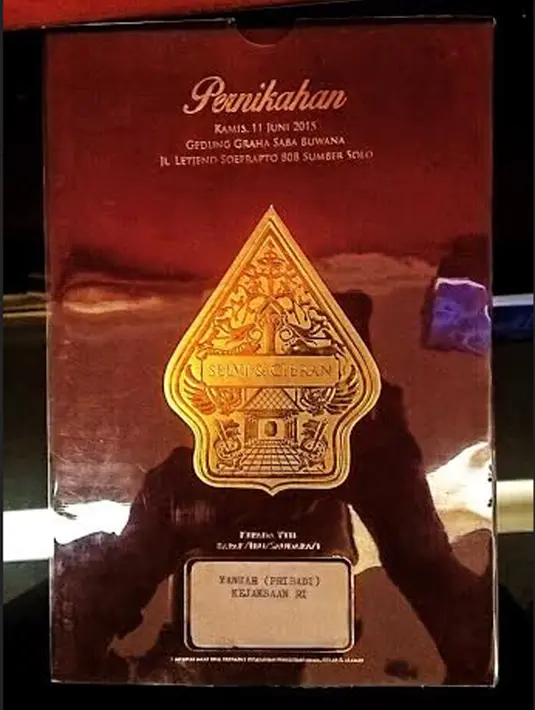 Pernikahan
KAMIS, 11 JUNI 2015
GEDUNG GRAHA SABA BUWANA
JL. LETJEND SOEPRAPTO 80B SUMBER SOLO
SELVI & GIBRAN
KEPADA YTH
BAPAK/IBU/SAUDARA/I
YANUAR (PRIBADI)
KEJAKSAAN RI